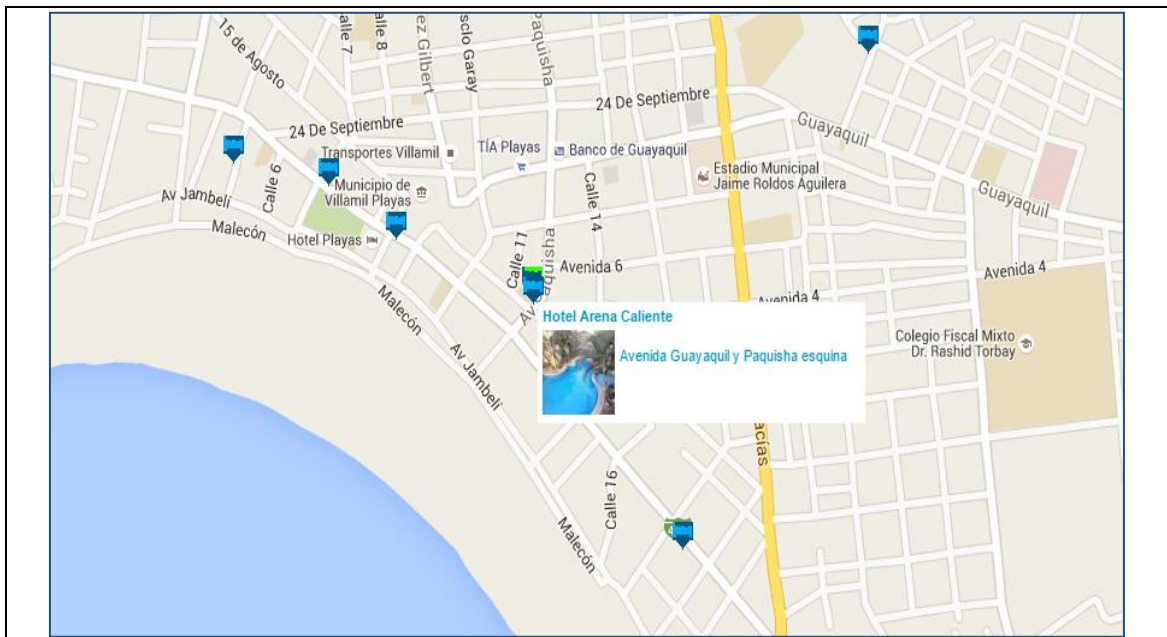 15 de Agosto
alle 7
alle 8
ez Gilbert
sclo Garay
Paquisha
24 De Septiembre
24 De Septiembre
Guayaquil
Guayaquil
Transportes Villamil
TÍA Playas
Banco de Guayaquil
Estadio Municipal
Jaime Roldos Aguilera
Calle 6
Av Jambelí
Municipio de
Villamil Playas
Calle 14
Malecón
Hotel Playas
Calle 11
Avenida 6
Avenida 4
Avenida 4
Malecón
Hotel Arena Caliente
Avenida Guayaquil y Paquisha esquina
Colegio Fiscal Mixto
Dr. Rashid Torbay
Av Jambelí
acías
Calle 16
Malecón